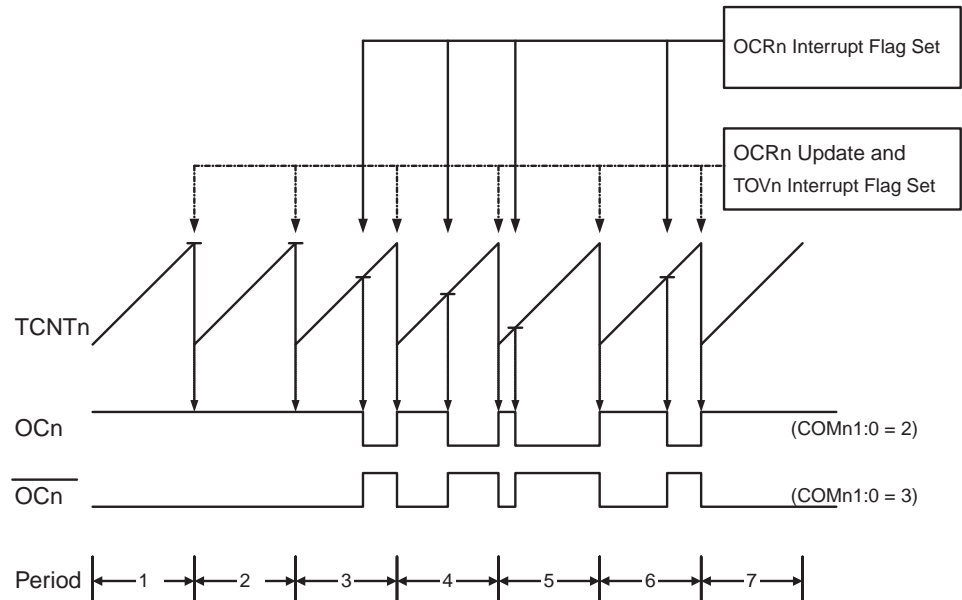 OCRn Interrupt Flag Set
OCRn Update and
TOVn Interrupt Flag Set
TCNTn
OCn
(COMn1:0 = 2)
OCn
(COMn1:0 = 3)
Period 1 2 3 4 5 6 7